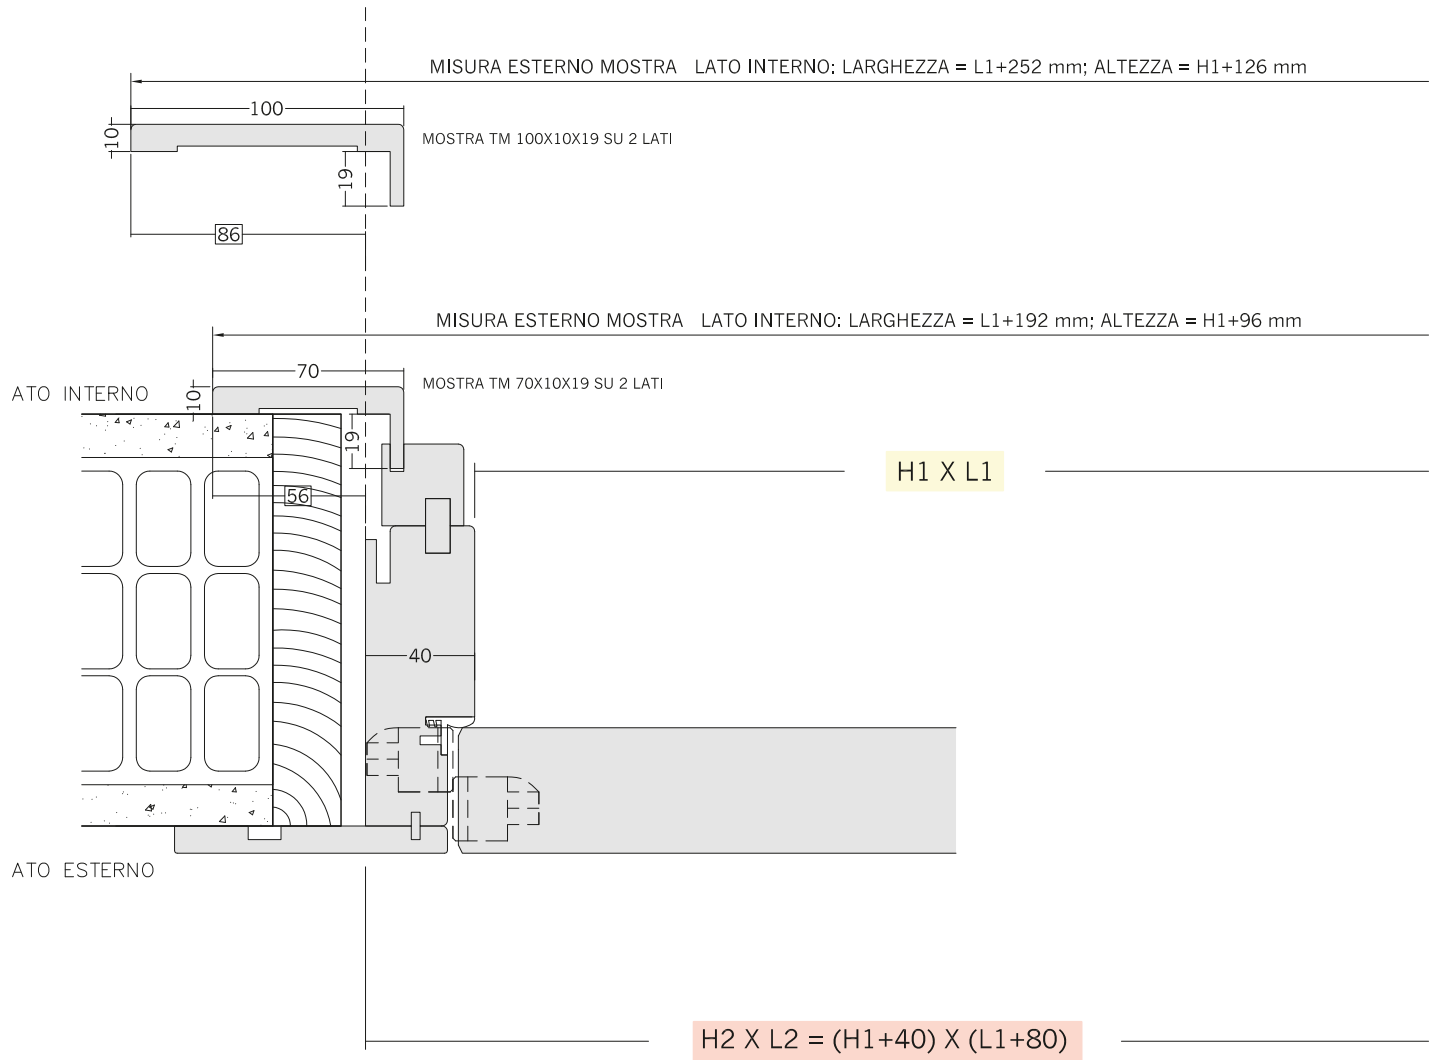 MISURA ESTERNO MOSTRA LATO INTERNO: LARGHEZZA = L1+252 mm; ALTEZZA = H1+126 mm
100
10
MOSTRA TM 100X10X19 SU 2 LATI
19
86
MISURA ESTERNO MOSTRA LATO INTERNO: LARGHEZZA = L1+192 mm; ALTEZZA = H1+96 mm
70
MOSTRA TM 70X10X19 SU 2 LATI
ATO INTERNO
10
19
H1 X L1
56
40
ATO ESTERNO
H2 X L2 = (H1+40) X (L1+80)